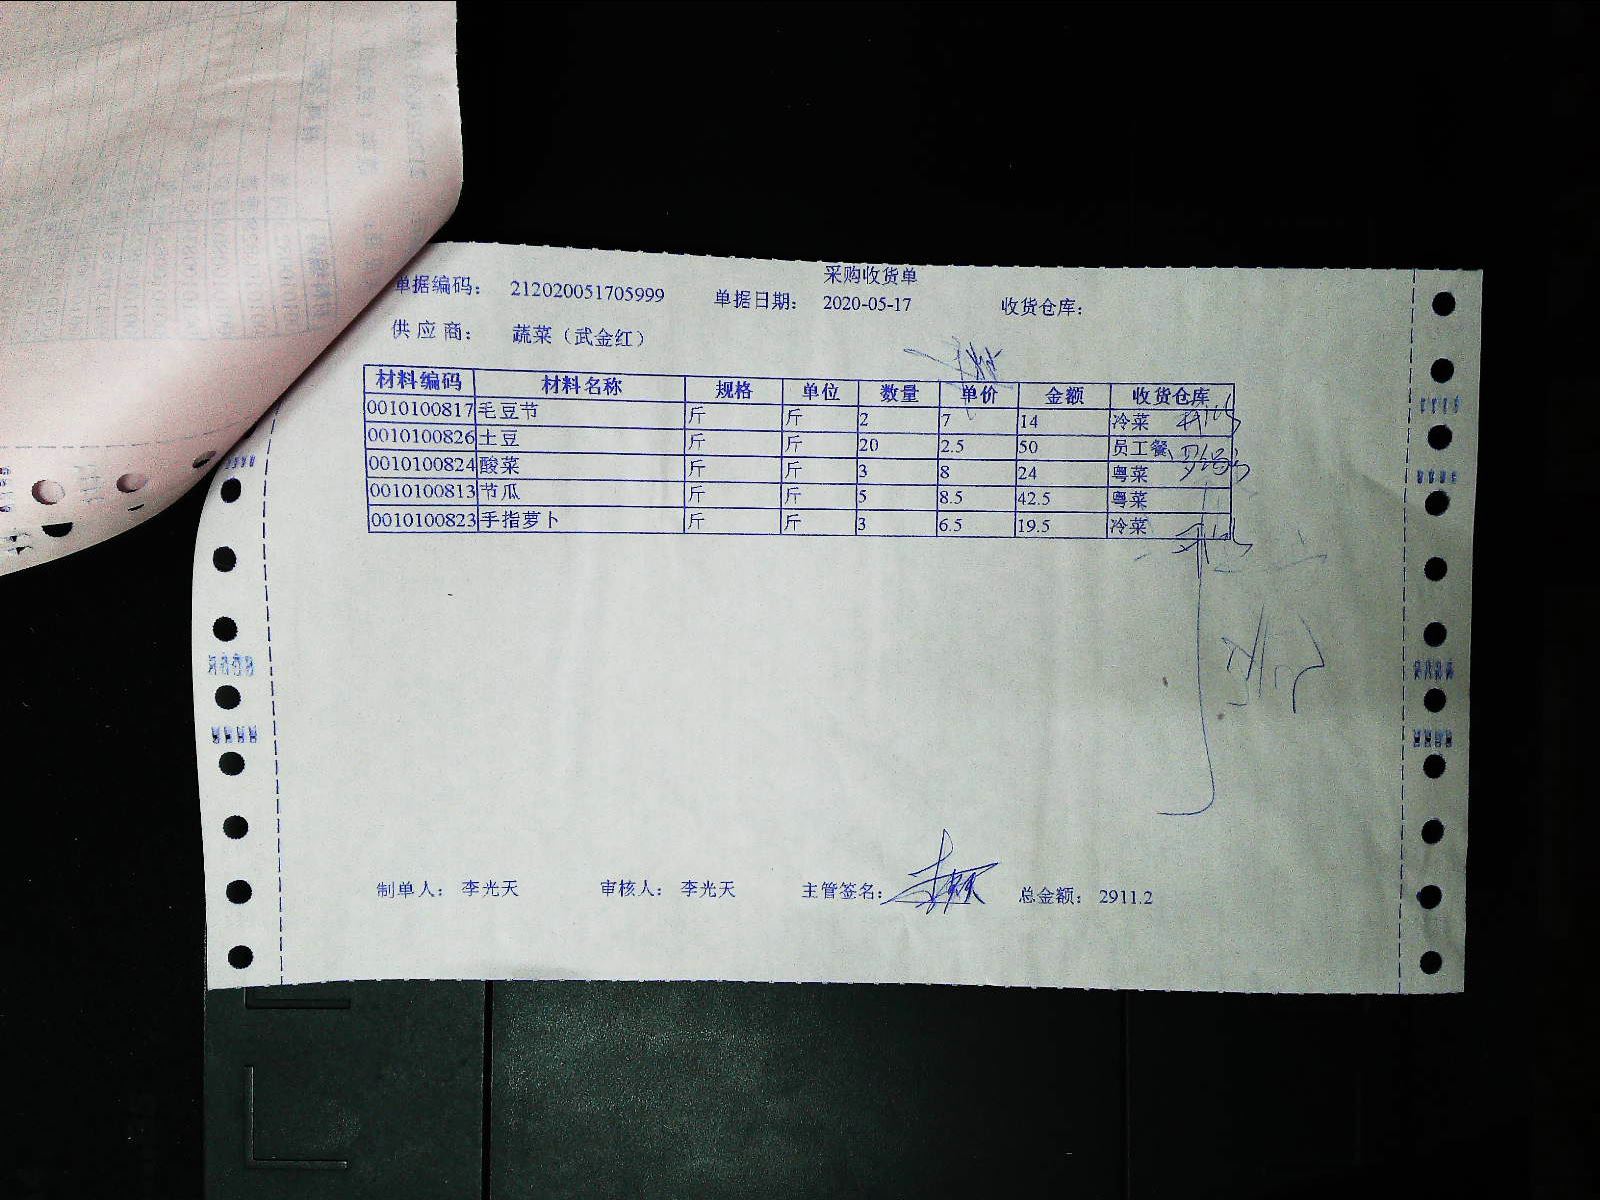 采购收货单
单据编码： 212020051705999 单据日期： 2020-05-17 收货仓库：
供应商： 蔬菜（武金红）
材料编码 材料名称 规格 单位 数量 单价 金额 收货仓库
0010100817 毛豆节 斤 斤 2 7 14 冷菜
0010100826 土豆 斤 斤 20 2.5 50 员工餐
0010100824 酸菜 斤 斤 3 8 24 粤菜
0010100813 节瓜 斤 斤 5 8.5 42.5 粤菜
0010100823 手指萝卜 斤 斤 3 6.5 19.5 冷菜
制单人： 李光天 审核人： 李光天 主管签名： 总金额： 2911.2